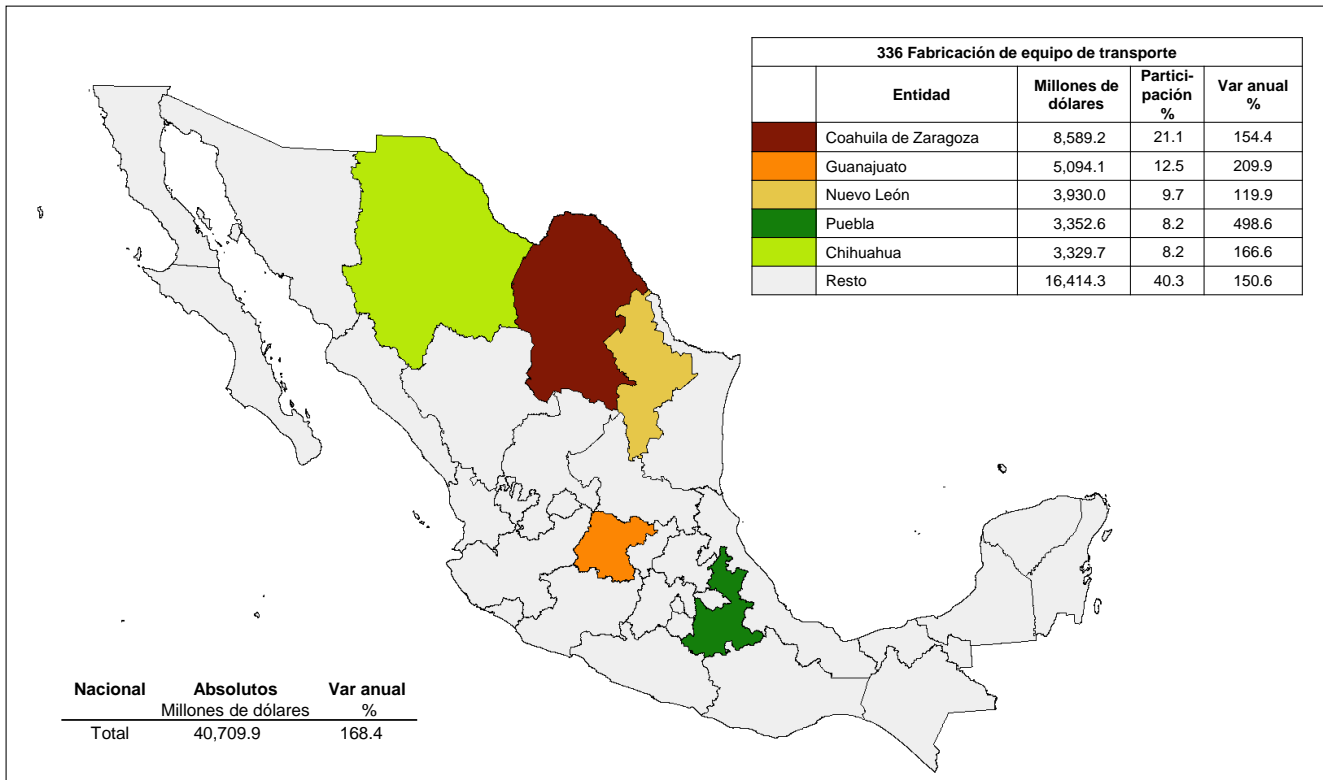 336 Fabricación de equipo de transporte
Entidad Millones de dólares Partici-pación % Var anual %
Coahuila de Zaragoza 8,589.2 21.1 154.4
Guanajuato 5,094.1 12.5 209.9
Nuevo León 3,930.0 9.7 119.9
Puebla 3,352.6 8.2 498.6
Chihuahua 3,329.7 8.2 166.6
Resto 16,414.3 40.3 150.6
Nacional Absolutos Var anual
Millones de dólares %
Total 40,709.9 168.4